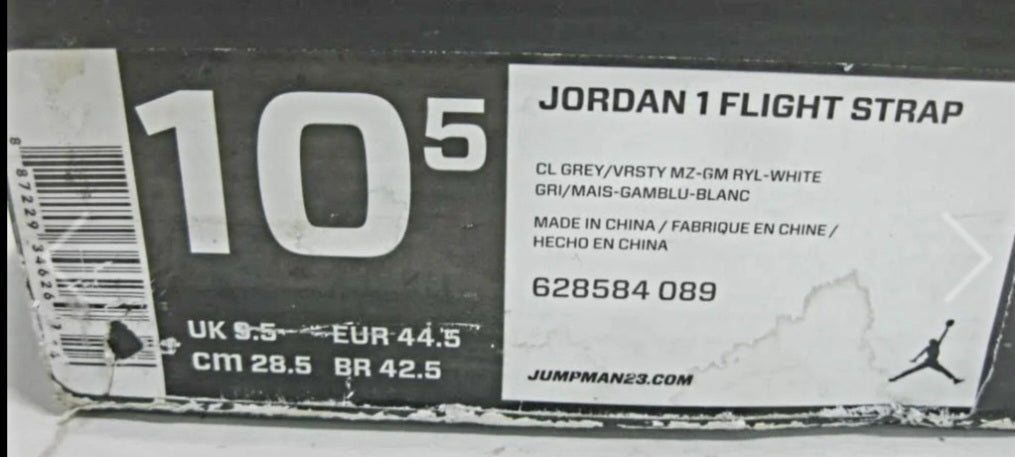 10 5
UK 9.5 EUR 44.5
cm 28.5 BR 42.5
JORDAN 1 FLIGHT STRAP
CL GREY/VRSTY MZ-GM RYL-WHITE
GRI/MAIS-GAMBLU-BLANC
MADE IN CHINA / FABRIQUE EN CHINE /
HECHO EN CHINA
628584 089
JUMPMAN23.COM